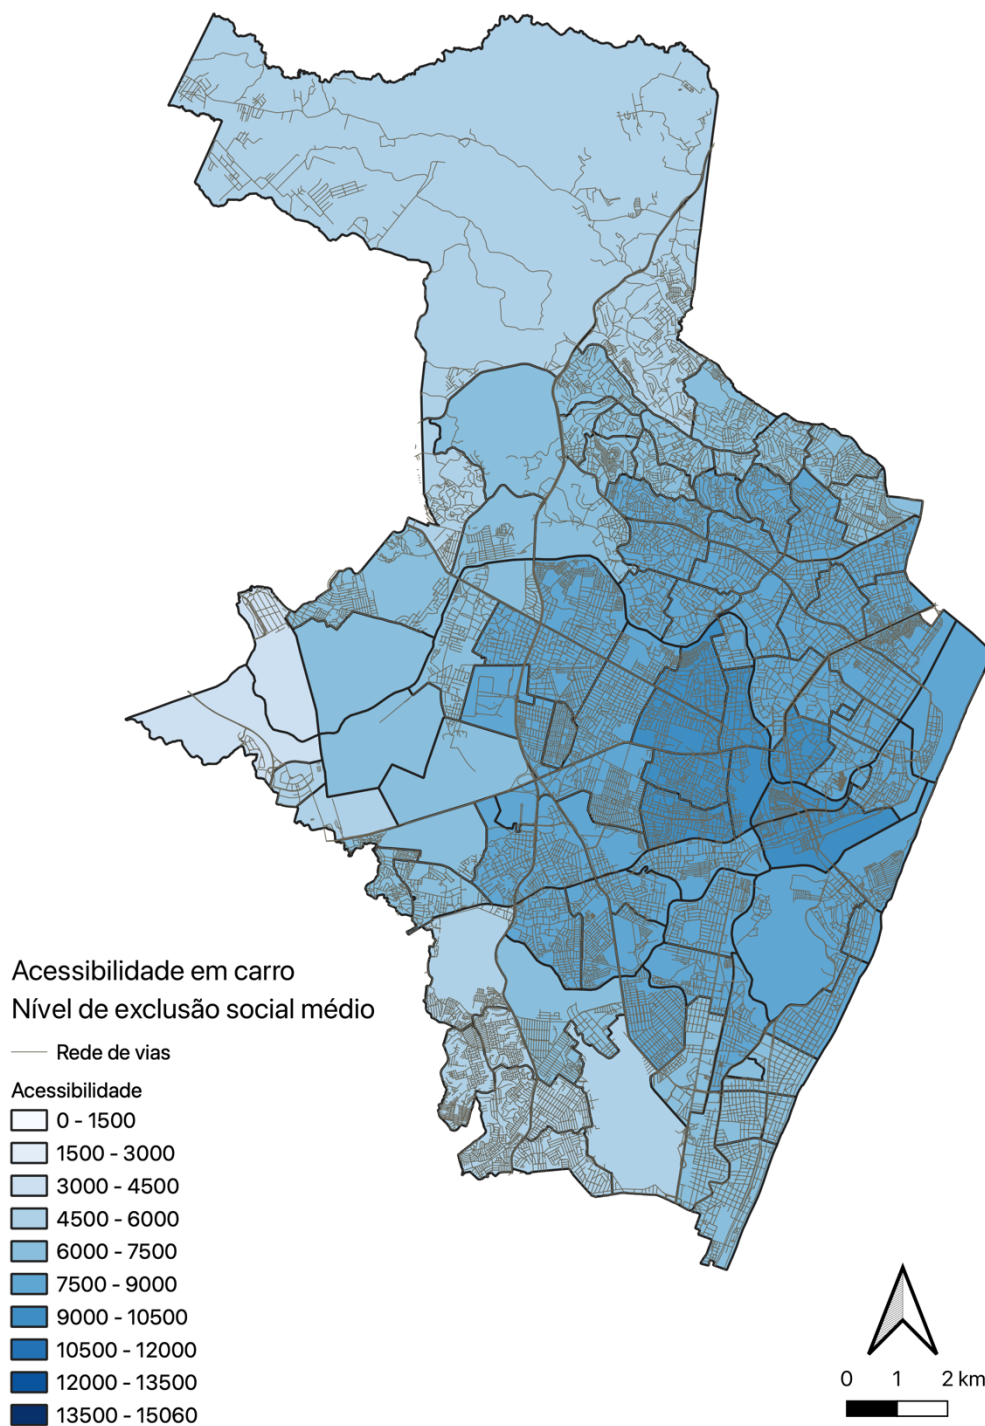 Acessibilidade em carro
Nível de exclusão social médio
Rede de vias
Acessibilidade
0 - 1500
1500 - 3000
3000 - 4500
4500 - 6000
6000 - 7500
7500 - 9000
9000 - 10500
10500 - 12000
12000 - 13500
13500 - 15060
0 1 2 km